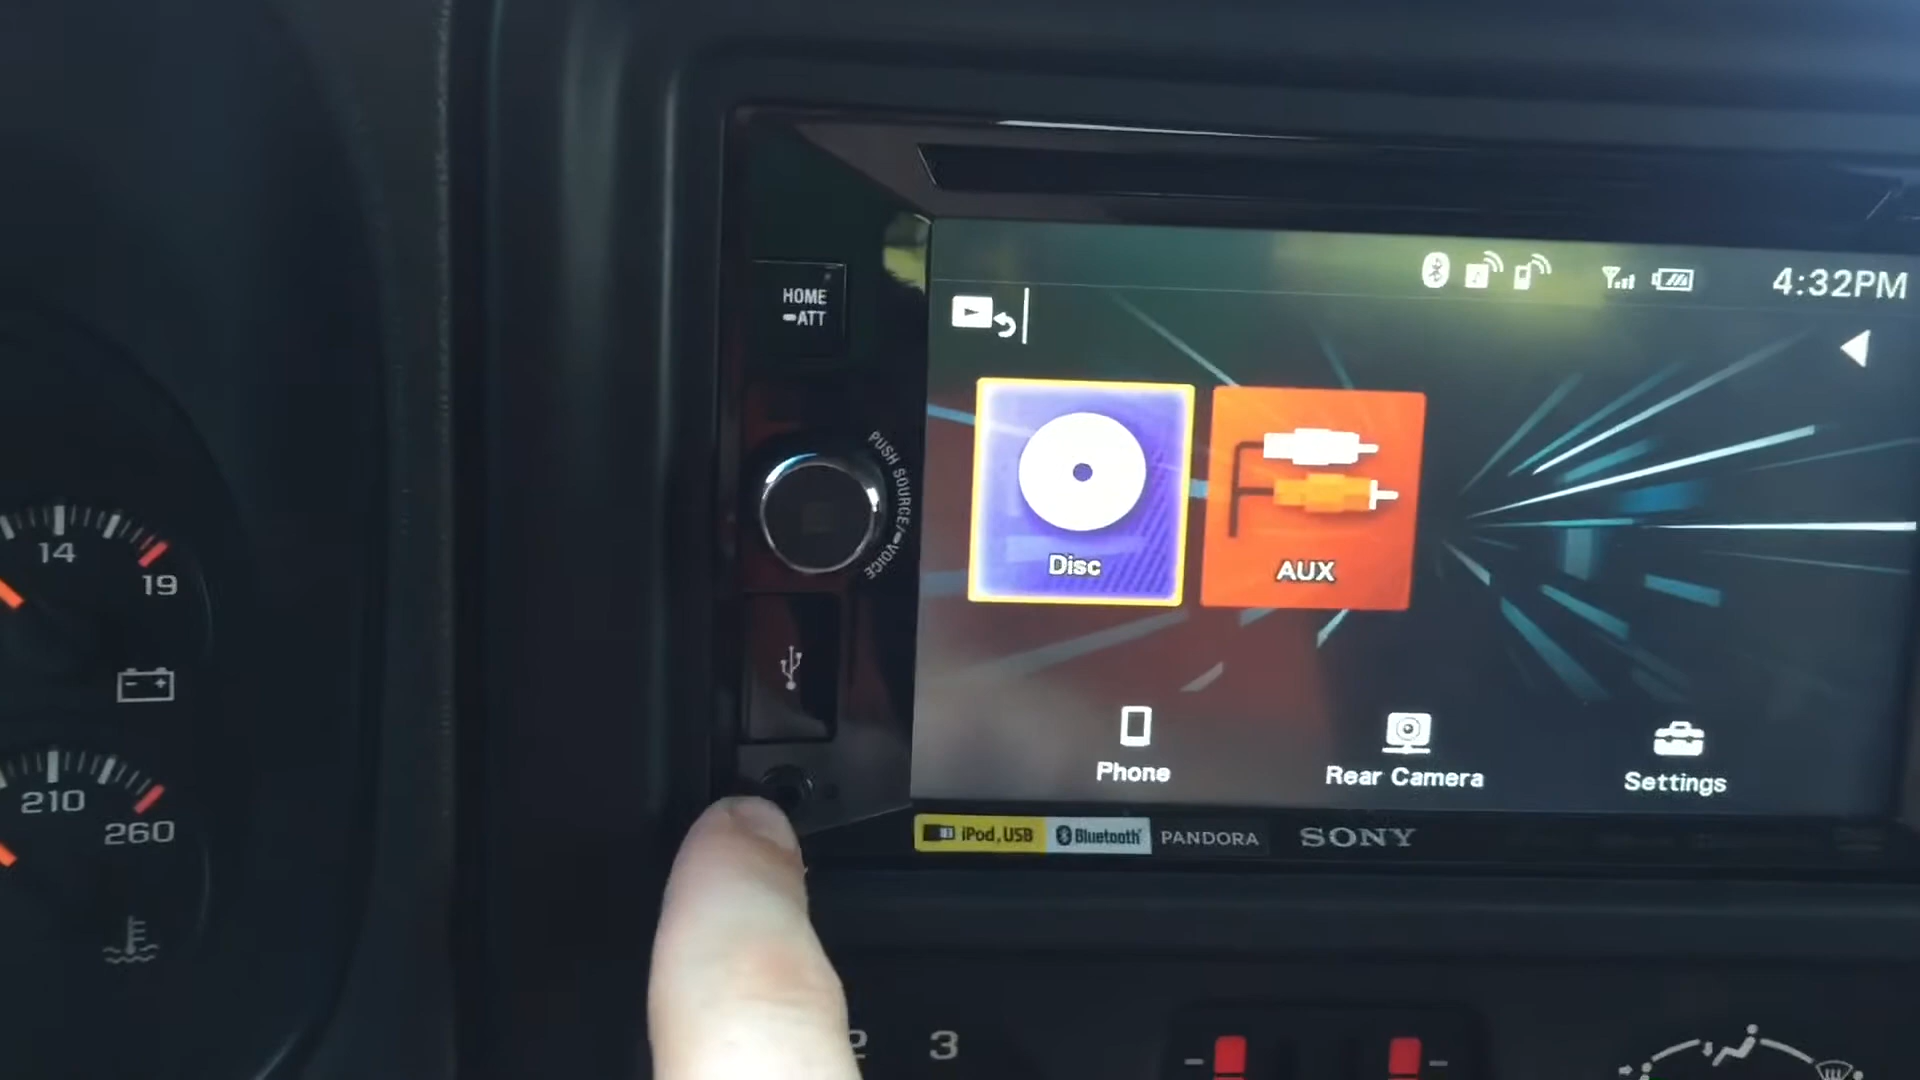 4:32PM
HOME
ATT
PUSH SOURCE/ VOICE
Disc
AUX
14
19
Phone
Rear Camera
Settings
210
260
iPod, USB
Bluetooth
PANDORA
SONY
2
3